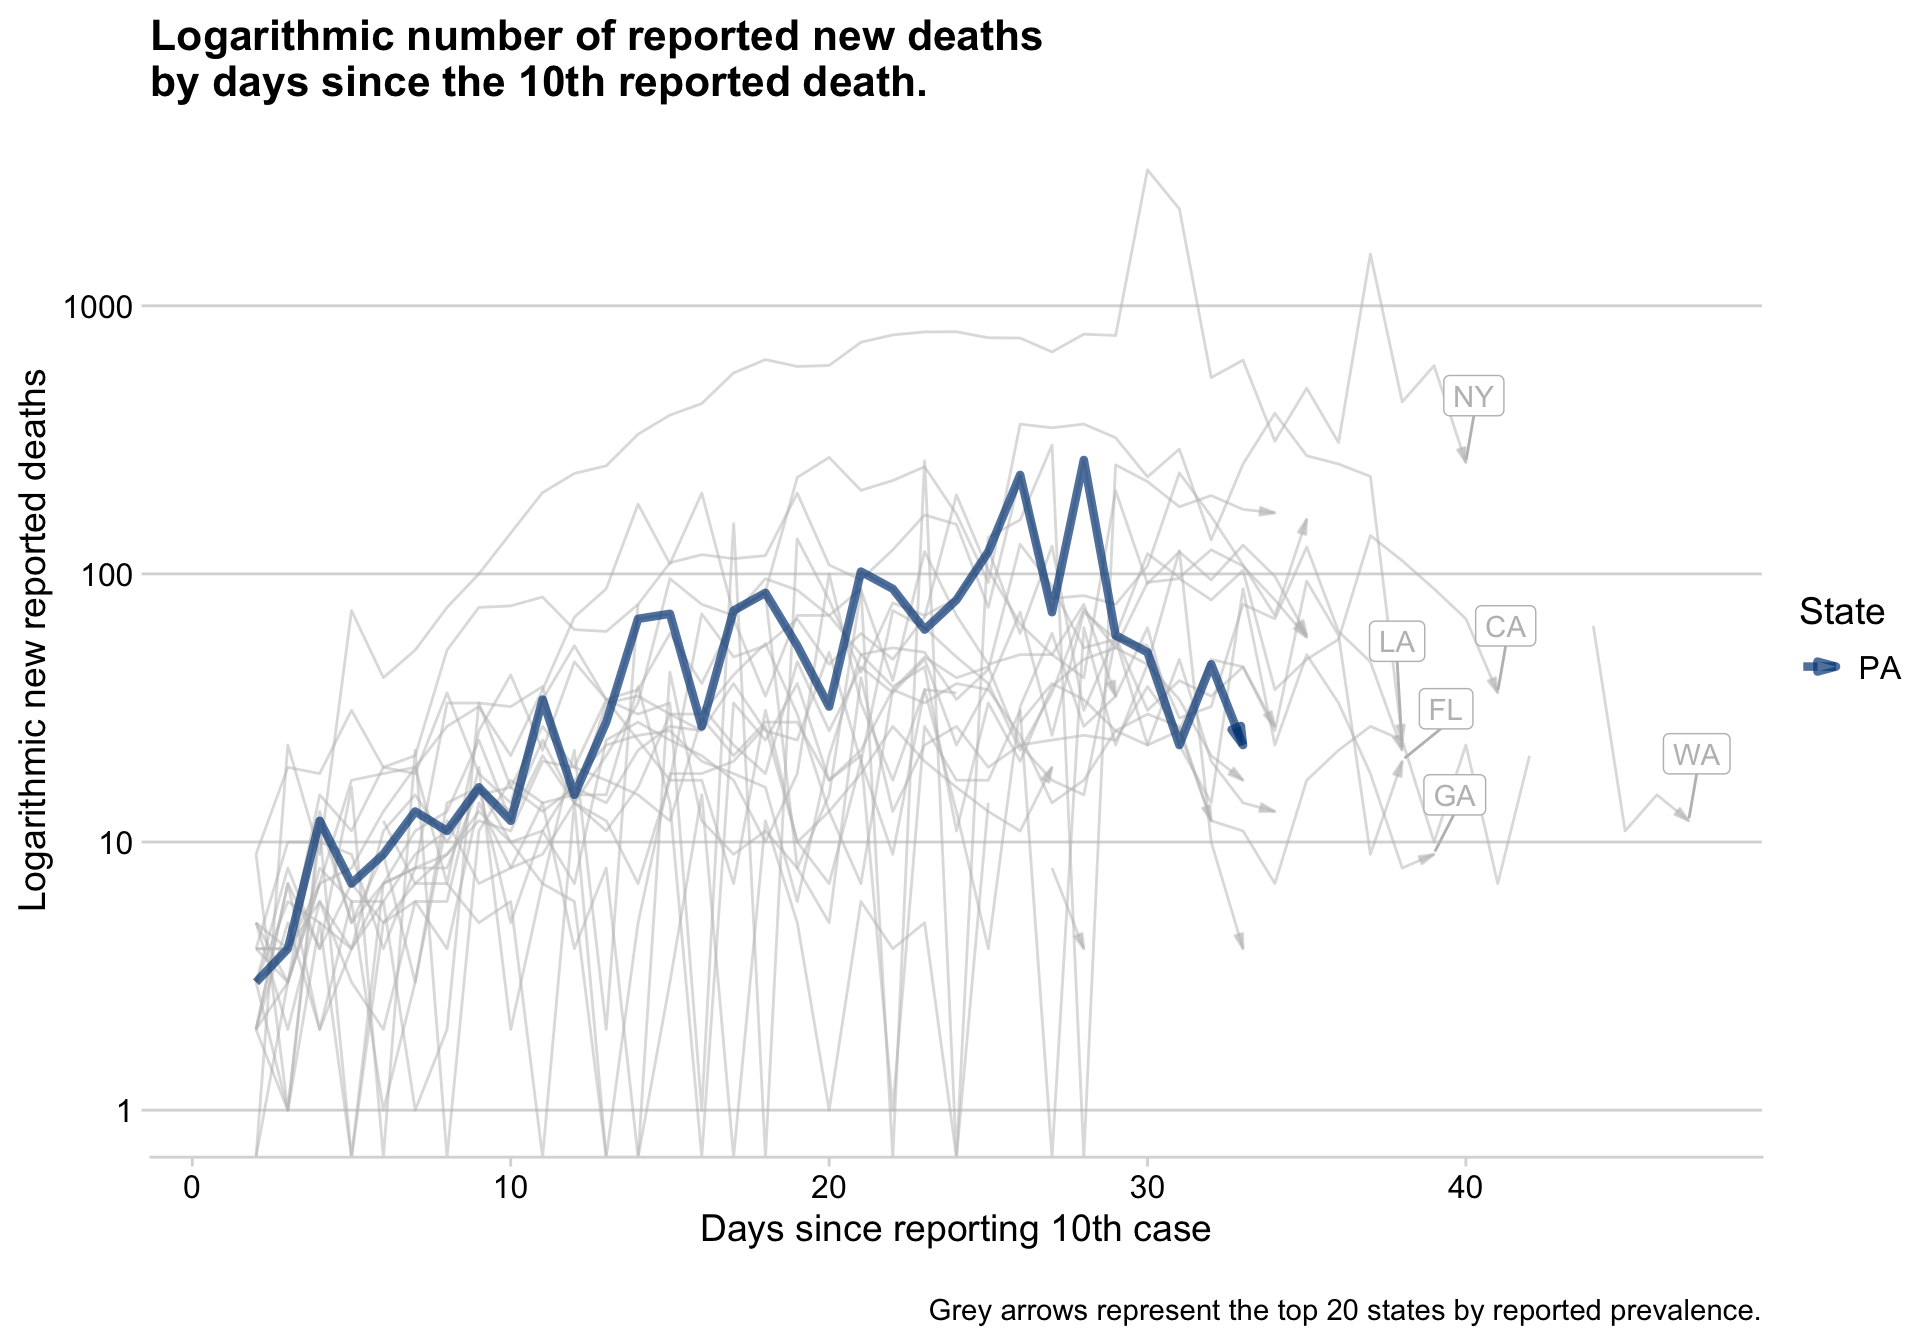 Logarithmic number of reported new deaths
by days since the 10th reported death.
Logarithmic new reported deaths
1000
100
10
1
NY
CA
LA
FL
GA
WA
State
PA
0 10 20 30 40
Days since reporting 10th case
Grey arrows represent the top 20 states by reported prevalence.